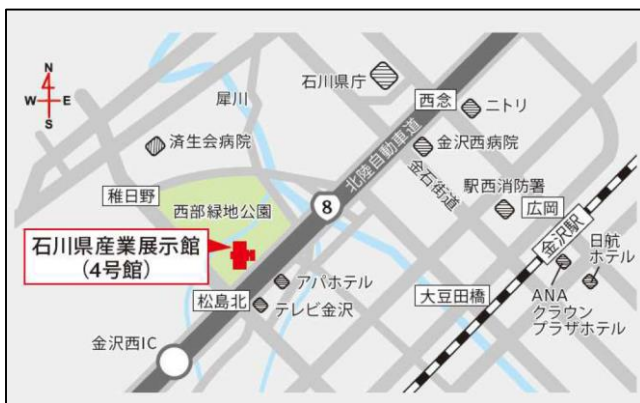 N
W E
S
石川県庁
西念
ニトリ
犀川
北陸自動車道
済生会病院
金沢西病院
金石街道
駅西消防署
稚日野
広岡
西部緑地公園
8
金沢駅
石川県産業展示館
(4号館)
日航
ホテル
アパホテル
松島北
テレビ金沢
大豆田橋
ANA
クラウン
プラザホテル
金沢西IC